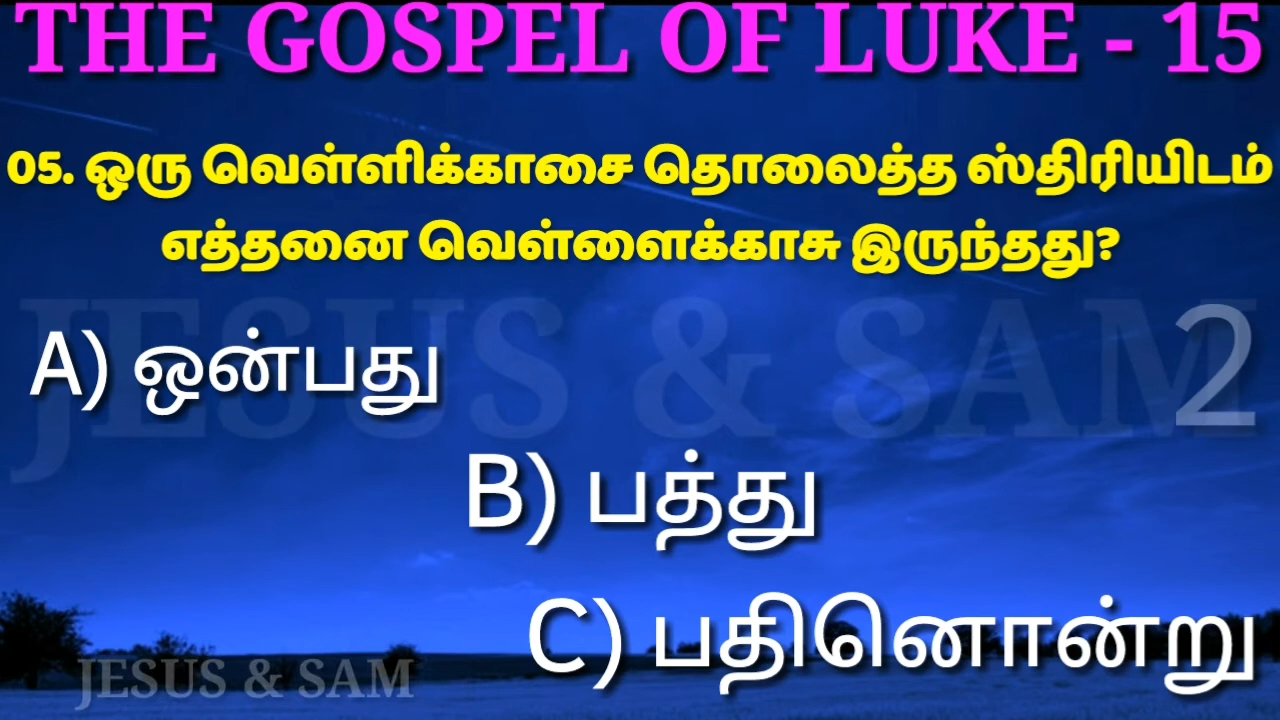 THE GOSPEL OF LUKE - 15
05. ஒரு வெள்ளிக்காசை தொலைத்த ஸ்திரியிடம்
எத்தனை வெள்ளைக்காசு இருந்தது?
JESUS & SAM
2
A) ஒன்பது
B) பத்து
C) பதினொன்று
JESUS & SAM